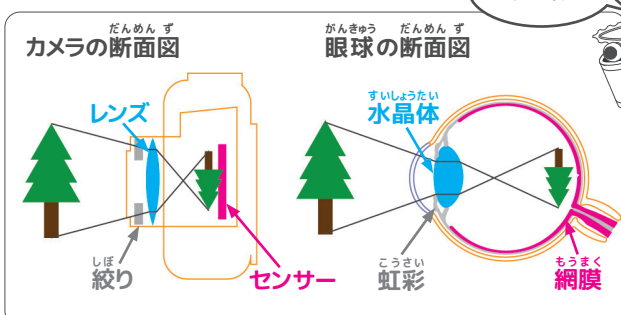 カメラの断面図
だんめん ず
眼球の断面図
がんきゅう だんめん ず
レンズ
水晶体
すいしょうたい
絞り
しぼ
センサー
虹彩
こうさい
網膜
もうまく